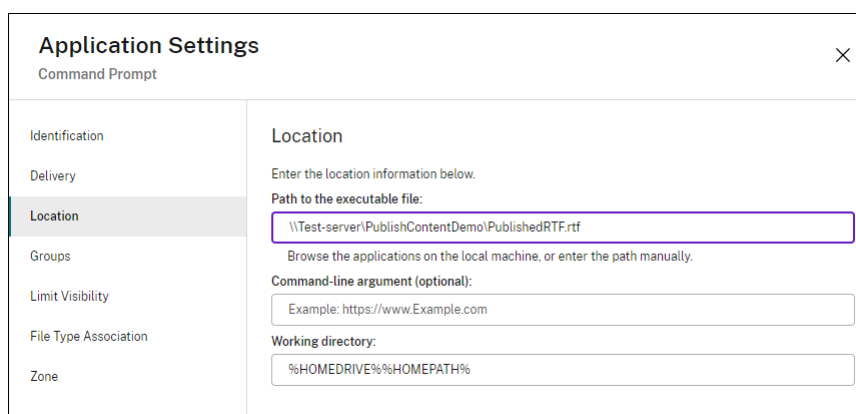 Application Settings
Command Prompt
Identification
Delivery
Location
Groups
Limit Visibility
File Type Association
Zone
Location
Enter the location information below.
Path to the executable file:
\\Test-server\PublishContentDemo\PublishedRTF.rtf
Browse the applications on the local machine, or enter the path manually.
Command-line argument (optional):
Example: https://www.Example.com
Working directory:
%HOMEDRIVE%%HOMEPATH%